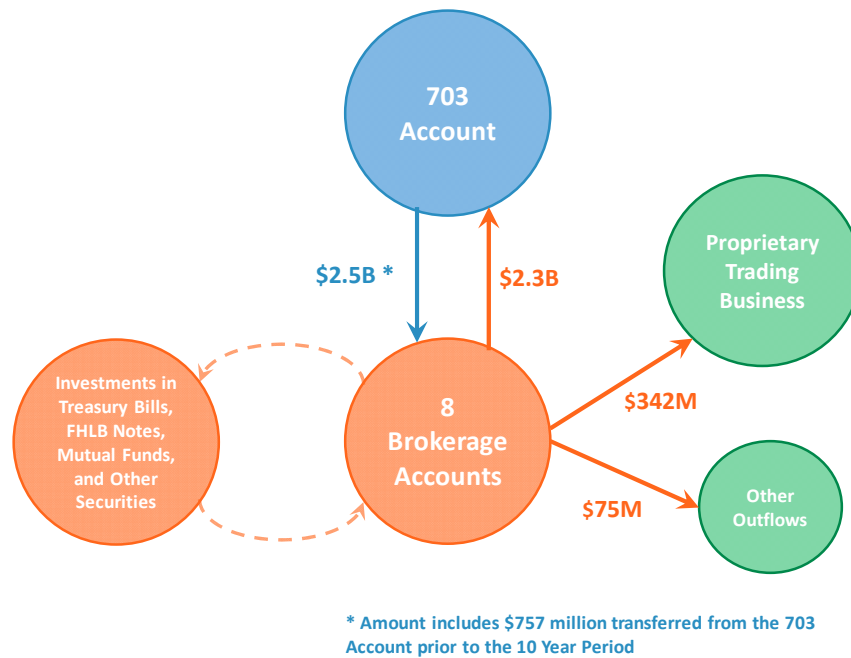 703
Account
$2.5B *
$2.3B
Proprietary
Trading
Business
Investments in
Treasury Bills,
FHLB Notes,
Mutual Funds,
and Other
Securities
8
Brokerage
Accounts
$342M
$75M
Other
Outflows
* Amount includes $757 million transferred from the 703
Account prior to the 10 Year Period